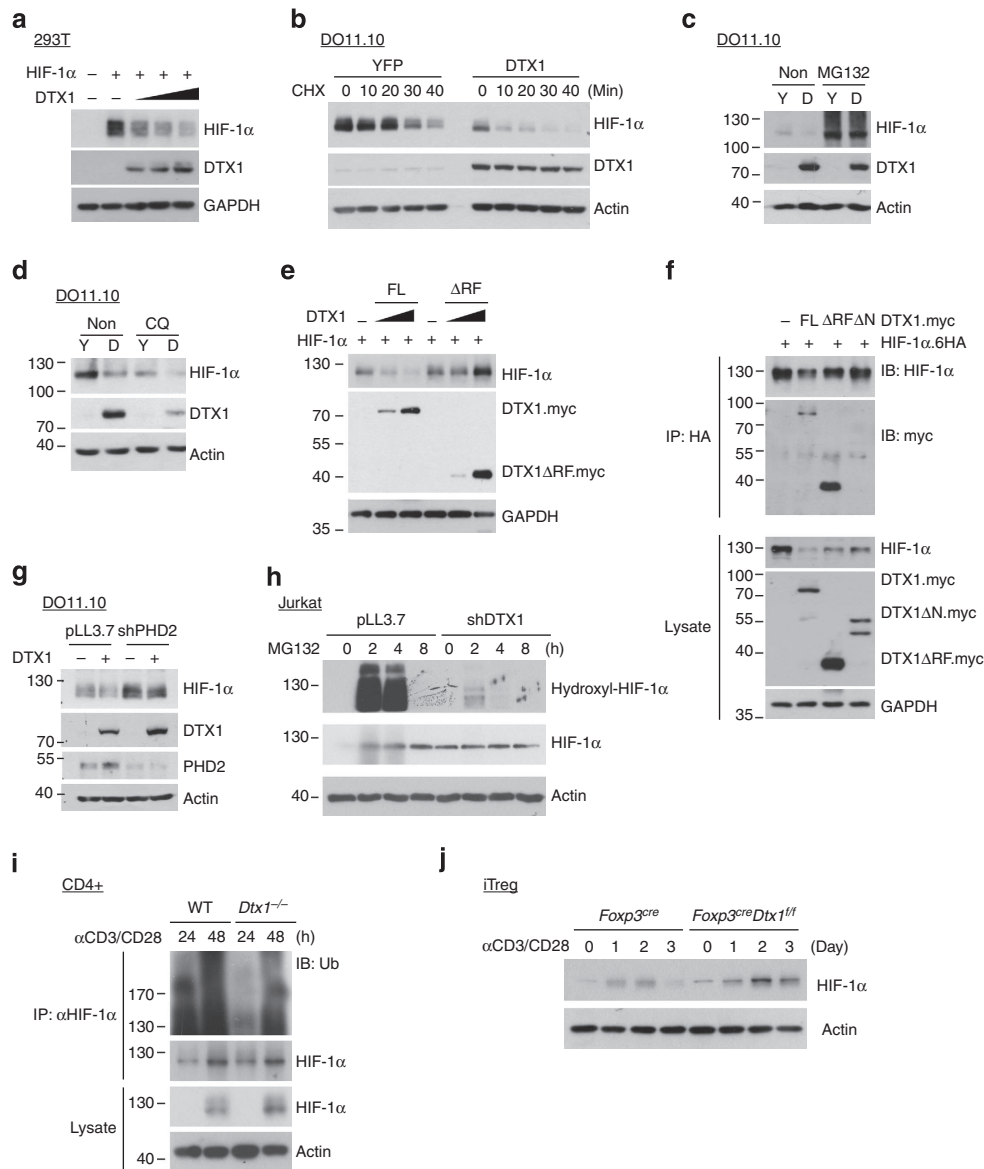 a
293T
HIF-1α – + + + +
DTX1 – –
HIF-1α
DTX1
GAPDH
b
DO11.10
YFP DTX1
CHX 0 10 20 30 40 0 10 20 30 40 (Min)
HIF-1α
DTX1
Actin
c
DO11.10
Non MG132
Y D Y D
130
HIF-1α
100
DTX1
70
40
Actin
d
DO11.10
Non CQ
Y D Y D
130
HIF-1α
100
DTX1
70
40
Actin
e
FL ΔRF
DTX1 – –
HIF-1α + + + + + +
130
HIF-1α
70
DTX1.myc
55
40
DTX1ΔRF.myc
GAPDH
35
f
– FL ΔRFΔN DTX1.myc
+ + + + HIF-1α.6HA
130
IB: HIF-1α
100
70
IB: myc
55
40
IP: HA
130
HIF-1α
100
DTX1.myc
70
DTX1ΔN.myc
55
40
DTX1ΔRF.myc
Lysate
GAPDH
35
g
DO11.10
pLL3.7 shPHD2
DTX1 – + – +
130
HIF-1α
DTX1
70
55
PHD2
40
Actin
h
Jurkat
pLL3.7 shDTX1
MG132 0 2 4 8 0 2 4 8 (h)
130
Hydroxyl-HIF-1α
130
HIF-1α
40
Actin
i
CD4+
WT Dtx1–/–
αCD3/CD28 24 48 24 48 (h)
IB: Ub
170
130
IP: αHIF-1α
130
HIF-1α
130
HIF-1α
Lysate
Actin
40
j
iTreg
Foxp3cre Foxp3creDtx1f/f
αCD3/CD28 0 1 2 3 0 1 2 3 (Day)
HIF-1α
Actin